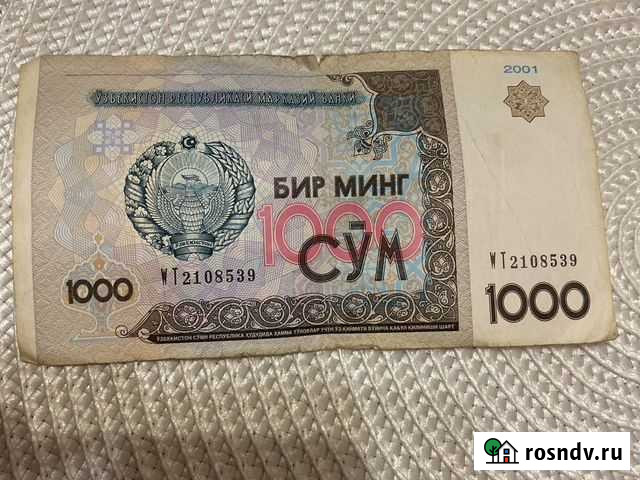 2001
ЎЗБЕКИСТОН РЕСПУБЛИКАСИ МАРКАЗИЙ БАНКИ
БИР МИНГ
1000
СЎМ
WT2108539
WT2108539
1000
1000
ЎЗБЕКИСТОН СЎМИ РЕСПУБЛИКА ҲУДУДИДА ҲАММА ТЎЛОВЛАР УЧУН ЎЗ ҚИЙМАТИ БЎЙИЧА ҚАБУЛ ҚИЛИНИШИ ШАРТ
rosndv.ru